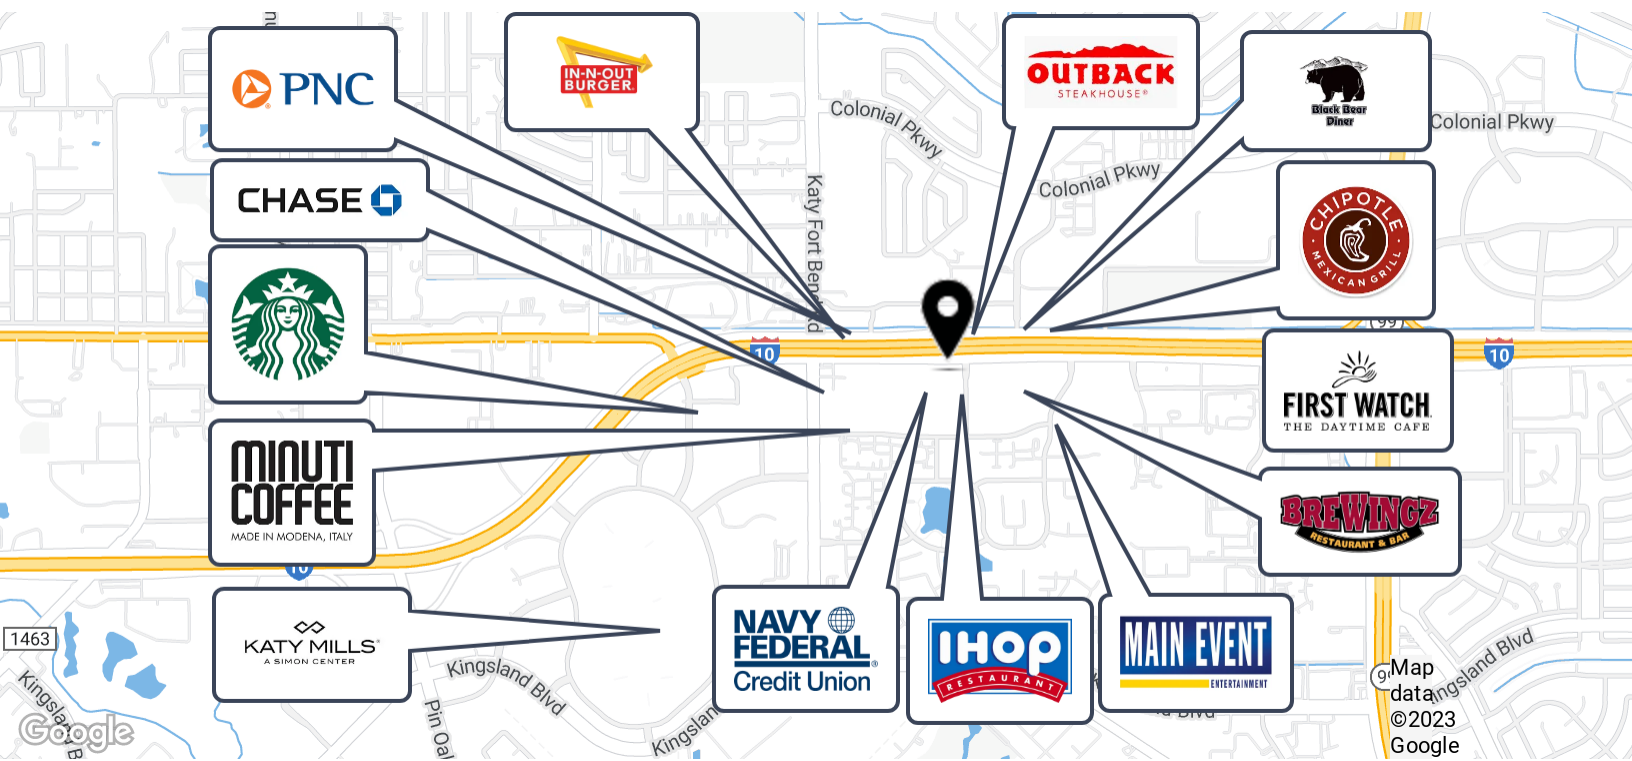 PNC
IN-N-OUT
BURGER
OUTBACK
STEAKHOUSE®
Black Bear
Diner
Colonial Pkwy
Colonial Pkwy
Colonial Pkwy
CHASE
Katy Fort Bend Rd
CHIPOTLE
MEXICAN GRILL
99
10
10
FIRST WATCH
THE DAYTIME CAFE
MINUTI
COFFEE
MADE IN MODENA, ITALY
BREWINGZ
RESTAURANT & BAR
10
NAVY
FEDERAL®
Credit Union
IHOP
RESTAURANT
MAIN EVENT
ENTERTAINMENT
1463
KATY MILLS®
A SIMON CENTER
Kingsland Blvd
Kingsland Blvd
Kingsland B
Pin Oak
Kingslan
Blvd
Google
Map
data
©2023
Google